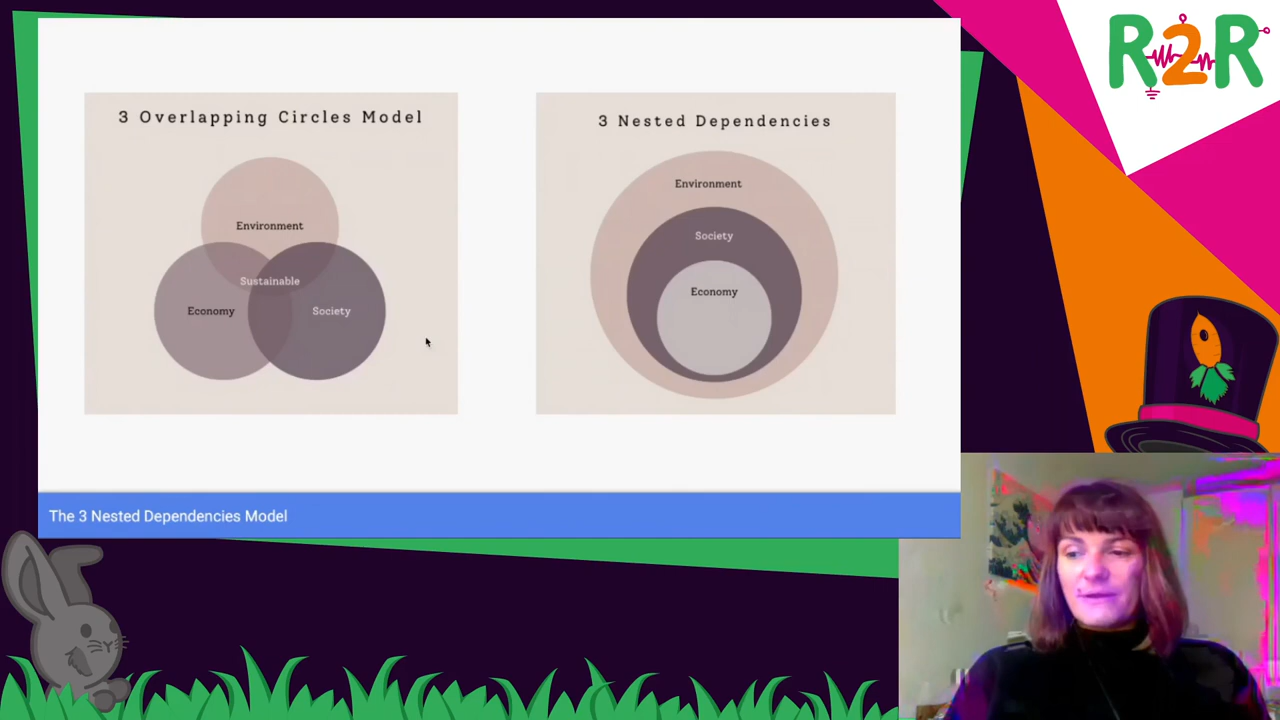 3 Overlapping Circles Model
Environment
Sustainable
Economy
Society
3 Nested Dependencies
Environment
Society
Economy
The 3 Nested Dependencies Model
R2R